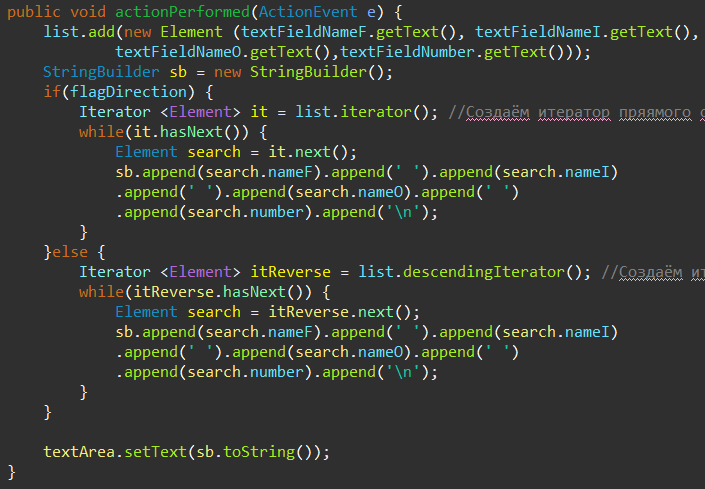 public void actionPerformed(ActionEvent e) {
list.add(new Element (textFieldNameF.getText(), textFieldNameI.getText(),
textFieldNameO.getText(),textFieldNumber.getText()));
StringBuilder sb = new StringBuilder();
if(flagDirection) {
Iterator <Element> it = list.iterator(); //Создаём итератор пряямого
while(it.hasNext()) {
Element search = it.next();
sb.append(search.nameF).append(' ').append(search.nameI)
.append(' ').append(search.nameO).append(' ')
.append(search.number).append('\n');
}
}else {
Iterator <Element> itReverse = list.descendingIterator(); //Создаём
while(itReverse.hasNext()) {
Element search = itReverse.next();
sb.append(search.nameF).append(' ').append(search.nameI)
.append(' ').append(search.nameO).append(' ')
.append(search.number).append('\n');
}
}
textArea.setText(sb.toString());
}